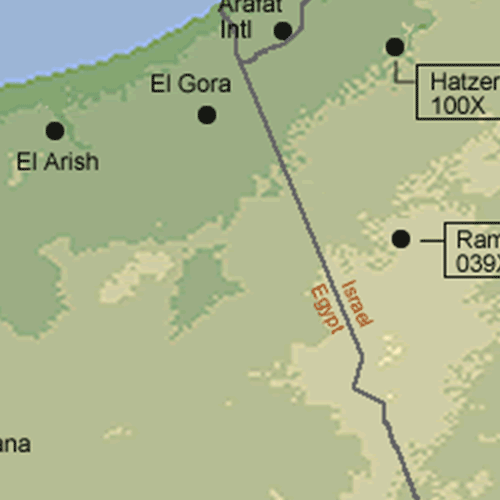 Arafat
Intl
El Gora
Hatzer
100X
El Arish
Ram
039X
Israel
Egypt
ana